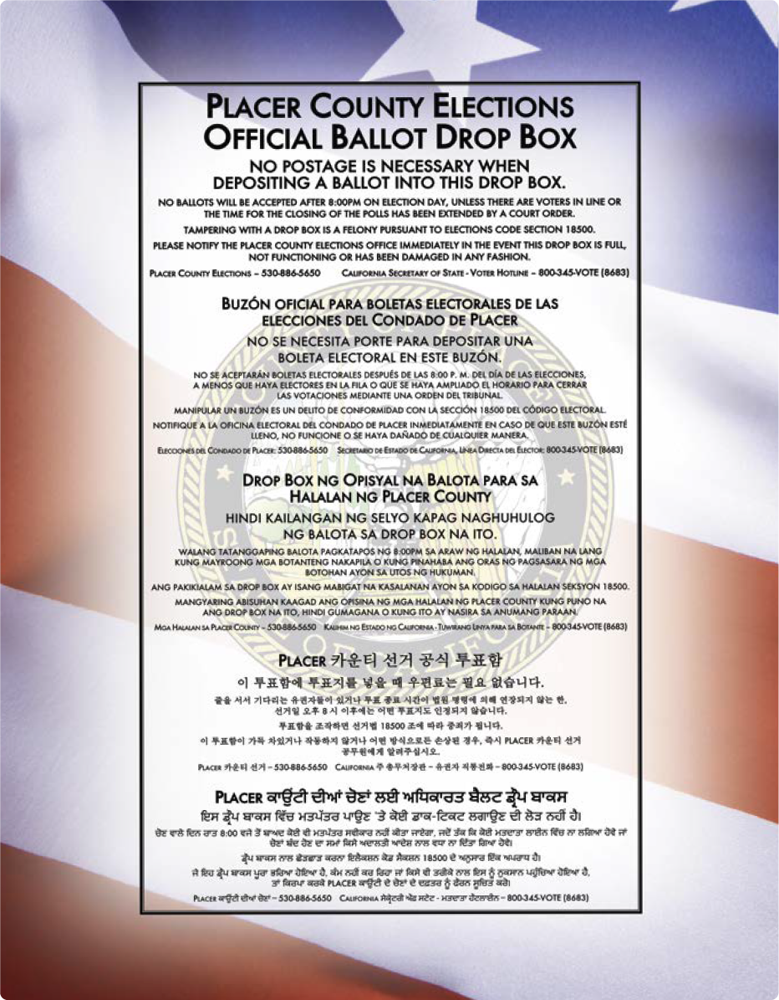 PLACER COUNTY ELECTIONS
OFFICIAL BALLOT DROP BOX
NO POSTAGE IS NECESSARY WHEN
DEPOSITING A BALLOT INTO THIS DROP BOX.
NO BALLOTS WILL BE ACCEPTED AFTER 8:00PM ON ELECTION DAY, UNLESS THERE ARE VOTERS IN LINE OR
THE TIME FOR THE CLOSING OF THE POLLS HAS BEEN EXTENDED BY A COURT ORDER.
TAMPERING WITH A DROP BOX IS A FELONY PURSUANT TO ELECTIONS CODE SECTION 18500.
PLEASE NOTIFY THE PLACER COUNTY ELECTIONS OFFICE IMMEDIATELY IN THE EVENT THIS DROP BOX IS FULL,
NOT FUNCTIONING OR HAS BEEN DAMAGED IN ANY FASHION.
PLACER COUNTY ELECTIONS – 530-886-5650 CALIFORNIA SECRETARY OF STATE - VOTER HOTLINE – 800-345-VOTE (8683)
BUZÓN OFICIAL PARA BOLETAS ELECTORALES DE LAS
ELECCIONES DEL CONDADO DE PLACER
NO SE NECESITA PORTE PARA DEPOSITAR UNA
BOLETA ELECTORAL EN ESTE BUZÓN.
NO SE ACEPTARÁN BOLETAS ELECTORALES DESPUÉS DE LAS 8:00 P. M. DEL DÍA DE LAS ELECCIONES,
A MENOS QUE HAYA ELECTORES EN LA FILA O QUE SE HAYA AMPLIADO EL HORARIO PARA CERRAR
LAS VOTACIONES MEDIANTE UNA ORDEN DEL TRIBUNAL.
MANIPULAR UN BUZÓN ES UN DELITO DE CONFORMIDAD CON LA SECCIÓN 18500 DEL CÓDIGO ELECTORAL.
NOTIFIQUE A LA OFICINA ELECTORAL DEL CONDADO DE PLACER INMEDIATAMENTE EN CASO DE QUE ESTE BUZÓN ESTÉ
LLENO, NO FUNCIONE O SE HAYA DAÑADO DE CUALQUIER MANERA.
ELECCIONES DEL CONDADO DE PLACER: 530-886-5650 SECRETARIO DE ESTADO DE CALIFORNIA, LÍNEA DIRECTA DEL ELECTOR: 800-345-VOTE (8683)
DROP BOX NG OPISYAL NA BALOTA PARA SA
HALALAN NG PLACER COUNTY
HINDI KAILANGAN NG SELYO KAPAG NAGHUHULOG
NG BALOTA SA DROP BOX NA ITO.
WALANG TATANGGAPING BALOTA PAGKATAPOS NG 8:00PM SA ARAW NG HALALAN, MALIBAN NA LANG
KUNG MAYROONG MGA BOTANTENG NAKAPILA O KUNG PINAHABA ANG ORAS NG PAGSASARA NG MGA
BOTOHAN AYON SA UTOS NG HUKUMAN.
ANG PAKIKIALAM SA DROP BOX AY ISANG MABIGAT NA KASALANAN AYON SA KODIGO SA HALALAN SEKSYON 18500.
MANGYARING ABISUHAN KAAGAD ANG OPISINA NG MGA HALALAN NG PLACER COUNTY KUNG PUNO NA
ANG DROP BOX NA ITO, HINDI GUMAGANA O KUNG ITO AY NASIRA SA ANUMANG PARAAN.
MGA HALALAN SA PLACER COUNTY – 530-886-5650 KALIHIM NG ESTADO NG CALIFORNIA - TUWIRANG LINYA PARA SA BOTANTE – 800-345-VOTE (8683)
PLACER 카운티 선거 공식 투표함
이 투표함에 투표지를 넣을 때 우편료는 필요 없습니다.
줄을 서서 기다리는 유권자들이 있거나 투표 종료 시간이 법원 명령에 의해 연장되지 않는 한,
선거일 오후 8 시 이후에는 어떤 투표지도 인정되지 않습니다.
투표함을 조작하면 선거법 18500 조에 따라 중죄가 됩니다.
이 투표함이 가득 차있거나 작동하지 않거나 어떤 방식으로든 손상된 경우, 즉시 PLACER 카운티 선거
공무원에게 알려주십시오.
PLACER 카운티 선거 – 530-886-5650 CALIFORNIA 주 총무처장관 – 유권자 직통전화 – 800-345-VOTE (8683)
PLACER ਕਾਉਂਟੀ ਦੀਆਂ ਚੋਣਾਂ ਲਈ ਅਧਿਕਾਰਤ ਬੈਲਟ ਡ੍ਰੌਪ ਬਾਕਸ
ਇਸ ਡ੍ਰੌਪ ਬਾਕਸ ਵਿੱਚ ਮਤਪੱਤਰ ਪਾਉਣ 'ਤੇ ਕੋਈ ਡਾਕ-ਟਿਕਟ ਲਗਾਉਣ ਦੀ ਲੋੜ ਨਹੀਂ ਹੈ।
ਚੋਣ ਵਾਲੇ ਦਿਨ ਰਾਤ 8:00 ਵਜੇ ਤੋਂ ਬਾਅਦ ਕੋਈ ਵੀ ਮਤਪੱਤਰ ਸਵੀਕਾਰ ਨਹੀਂ ਕੀਤਾ ਜਾਏਗਾ, ਜਦੋਂ ਤੱਕ ਕਿ ਕੋਈ ਮਤਦਾਤਾ ਲਾਈਨ ਵਿੱਚ ਨਾ ਲਗਿਆ ਹੋਵੇ ਜਾਂ
ਚੋਣਾਂ ਬੰਦ ਹੋਣ ਦਾ ਸਮਾਂ ਕਿਸੇ ਅਦਾਲਤੀ ਆਦੇਸ਼ ਨਾਲ ਵਧਾ ਨਾ ਦਿੱਤਾ ਗਿਆ ਹੋਵੇ।
ਡ੍ਰੌਪ ਬਾਕਸ ਨਾਲ ਛੇੜਛਾੜ ਕਰਨਾ ਇਲੈਕਸ਼ਨ ਕੋਡ ਸੈਕਸ਼ਨ 18500 ਦੇ ਅਨੁਸਾਰ ਇੱਕ ਅਪਰਾਧ ਹੈ।
ਜੇ ਇਹ ਡ੍ਰੌਪ ਬਾਕਸ ਪੂਰਾ ਭਰਿਆ ਹੋਇਆ ਹੈ, ਕੰਮ ਨਹੀਂ ਕਰ ਰਿਹਾ ਜਾਂ ਕਿਸੇ ਵੀ ਤਰੀਕੇ ਨਾਲ ਇਸ ਨੂੰ ਨੁਕਸਾਨ ਪਹੁੰਚਿਆ ਹੋਇਆ ਹੈ,
ਤਾਂ ਕਿਰਪਾ ਕਰਕੇ PLACER ਕਾਉਂਟੀ ਦੇ ਚੋਣਾਂ ਦੇ ਦਫ਼ਤਰ ਨੂੰ ਫੌਰਨ ਸੂਚਿਤ ਕਰੋ।
PLACER ਕਾਉਂਟੀ ਦੀਆਂ ਚੋਣਾਂ – 530-886-5650 CALIFORNIA ਸੇਕ੍ਰੇਟਰੀ ਔਫ਼ ਸਟੇਟ - ਮਤਦਾਤਾ ਹੌਟਲਾਈਨ – 800-345-VOTE (8683)